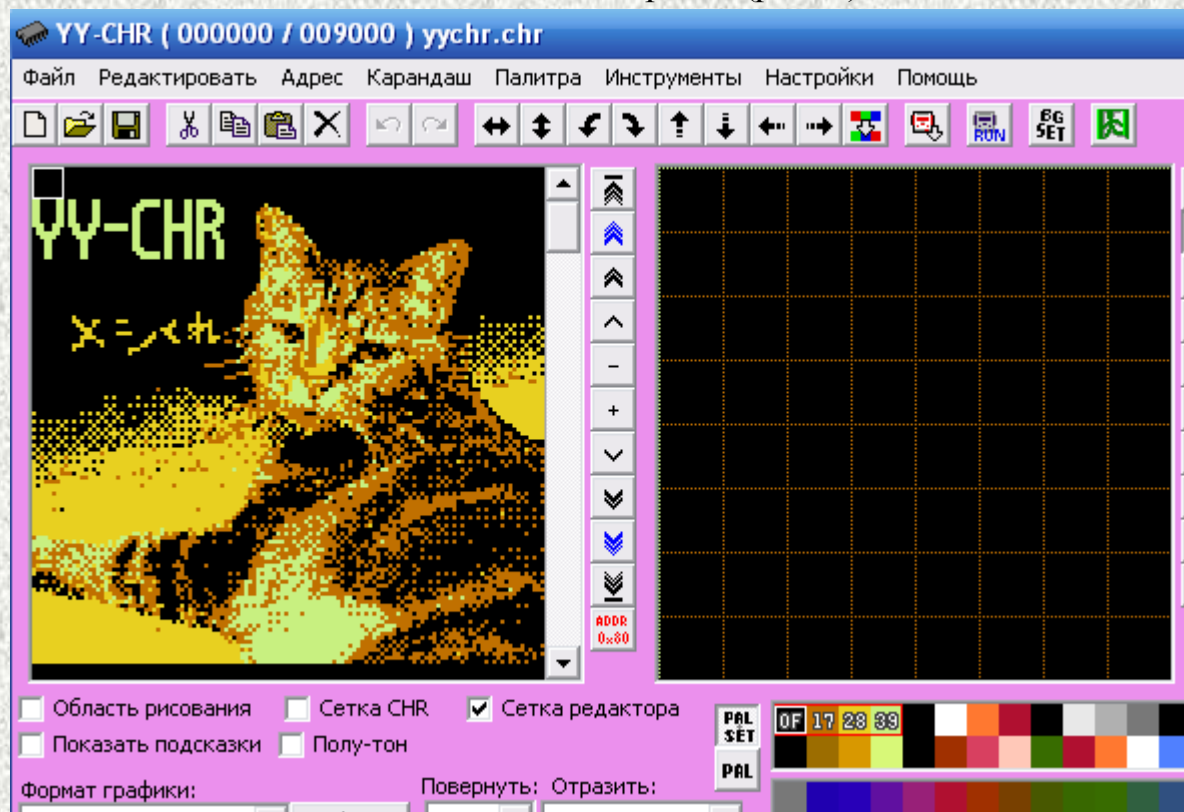 YY-CHR ( 000000 / 009000 ) yychr.chr
Файл Редактировать Адрес Карандаш Палитра Инструменты Настройки Помощь
RUN
BG SET
YY-CHR
-
+
ADDR
0x80
Область рисования Сетка CHR Сетка редактора
Показать подсказки Полу-тон
PAL
SET
0F 17 28 39
PAL
Формат графики: Повернуть: Отразить: